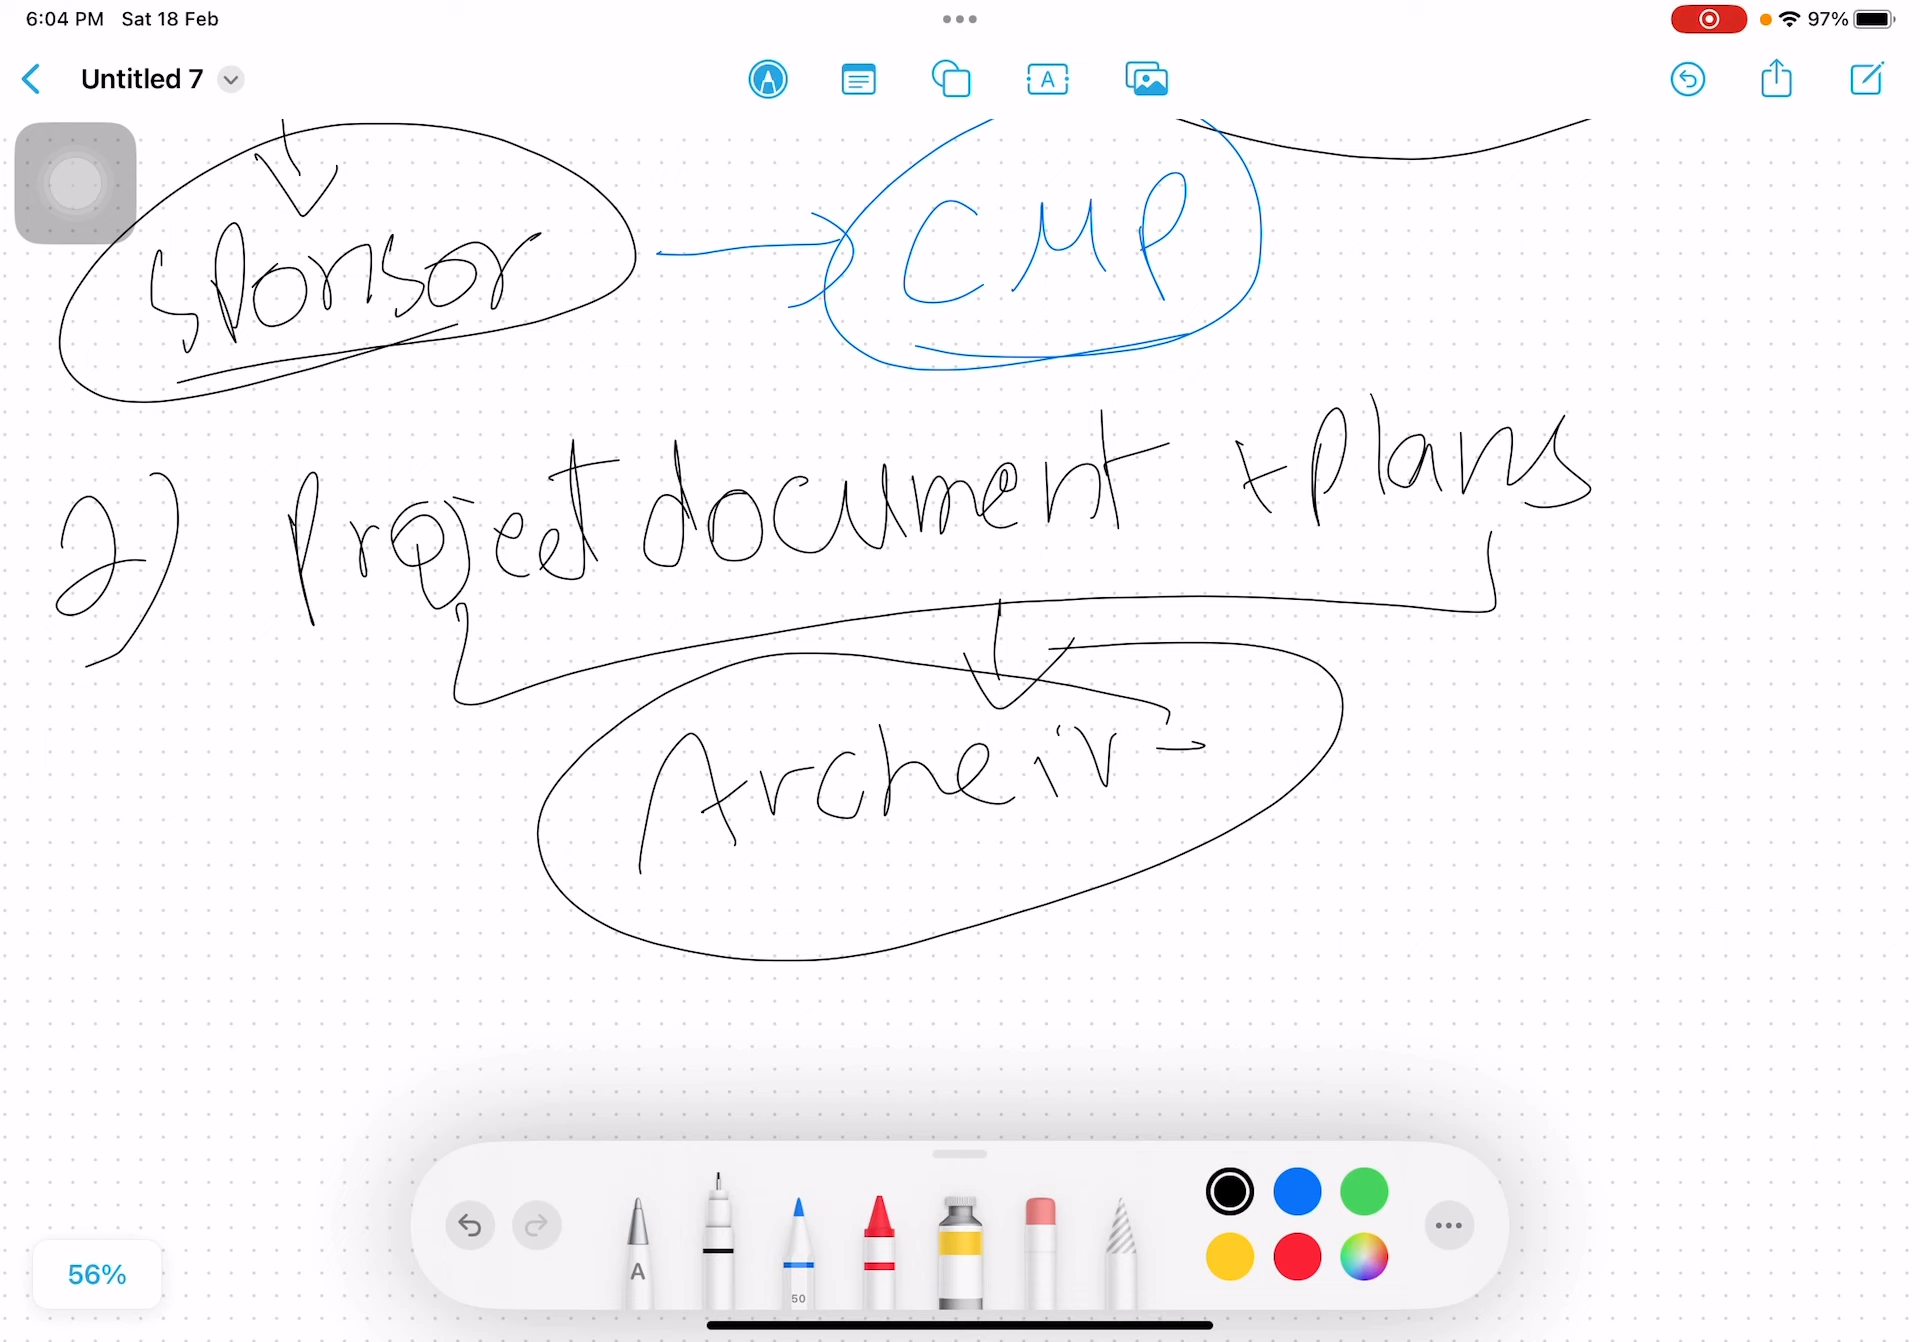 6:04 PM Sat 18 Feb
97%
Untitled 7
A
Sponsor
CMP
2) Project document + Plans
Archeiv
A
50
56%